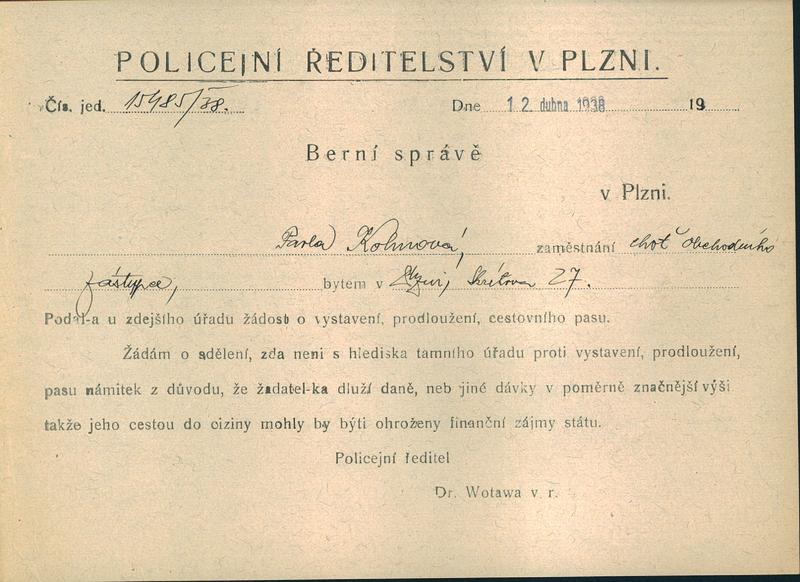 POLICEJNÍ ŘEDITELSTVÍ V PLZNI.
Čís. jed. 15485/38. Dne 12. dubna 1938 19
Berní správě
v Plzni.
Pavla Kohnová, zaměstnání choť obchodního
zástupce, bytem v Plzni, Skrétova 27.
Podal-a u zdejšího úřadu žádost o vystavení, prodloužení, cestovního pasu.
Žádám o sdělení, zda neni s hlediska tamního úřadu proti vystavení, prodloužení,
pasu námitek z důvodu, že žadatel-ka dluží daně, neb jiné dávky v poměrně značnější výši
takže jeho cestou do ciziny mohly by býti ohroženy finanční zájmy státu.
Policejní ředitel
Dr. Wotawa v. r.